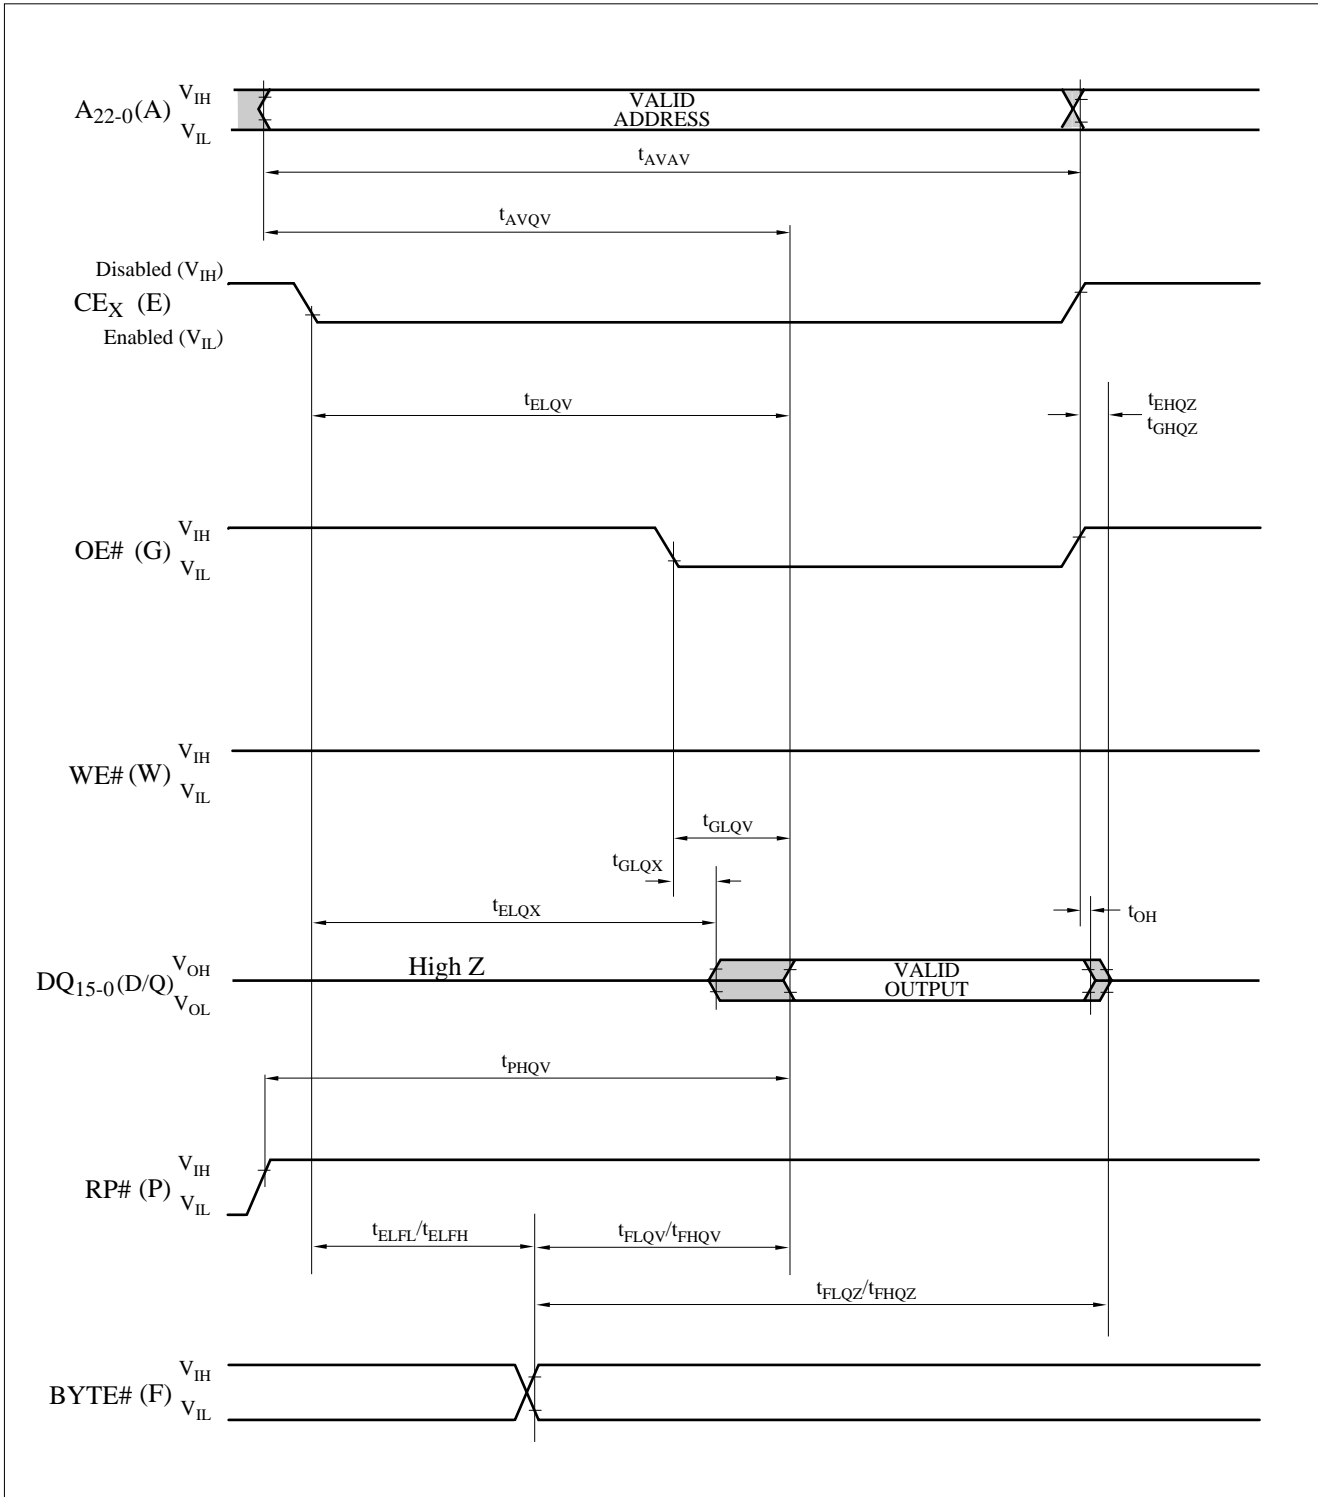 A22-0(A) VIH
VIL
VALID
ADDRESS
tAVAV
tAVQV
Disabled (VIH)
CEX (E)
Enabled (VIL)
tELQV
tEHQZ
tGHQZ
OE# (G) VIH
VIL
WE# (W) VIH
VIL
tGLQV
tGLQX
tELQX
tOH
DQ15-0(D/Q) VOH
VOL
High Z
VALID
OUTPUT
tPHQV
RP# (P) VIH
VIL
tELFL/tELFH
tFLQV/tFHQV
tFLQZ/tFHQZ
BYTE# (F) VIH
VIL